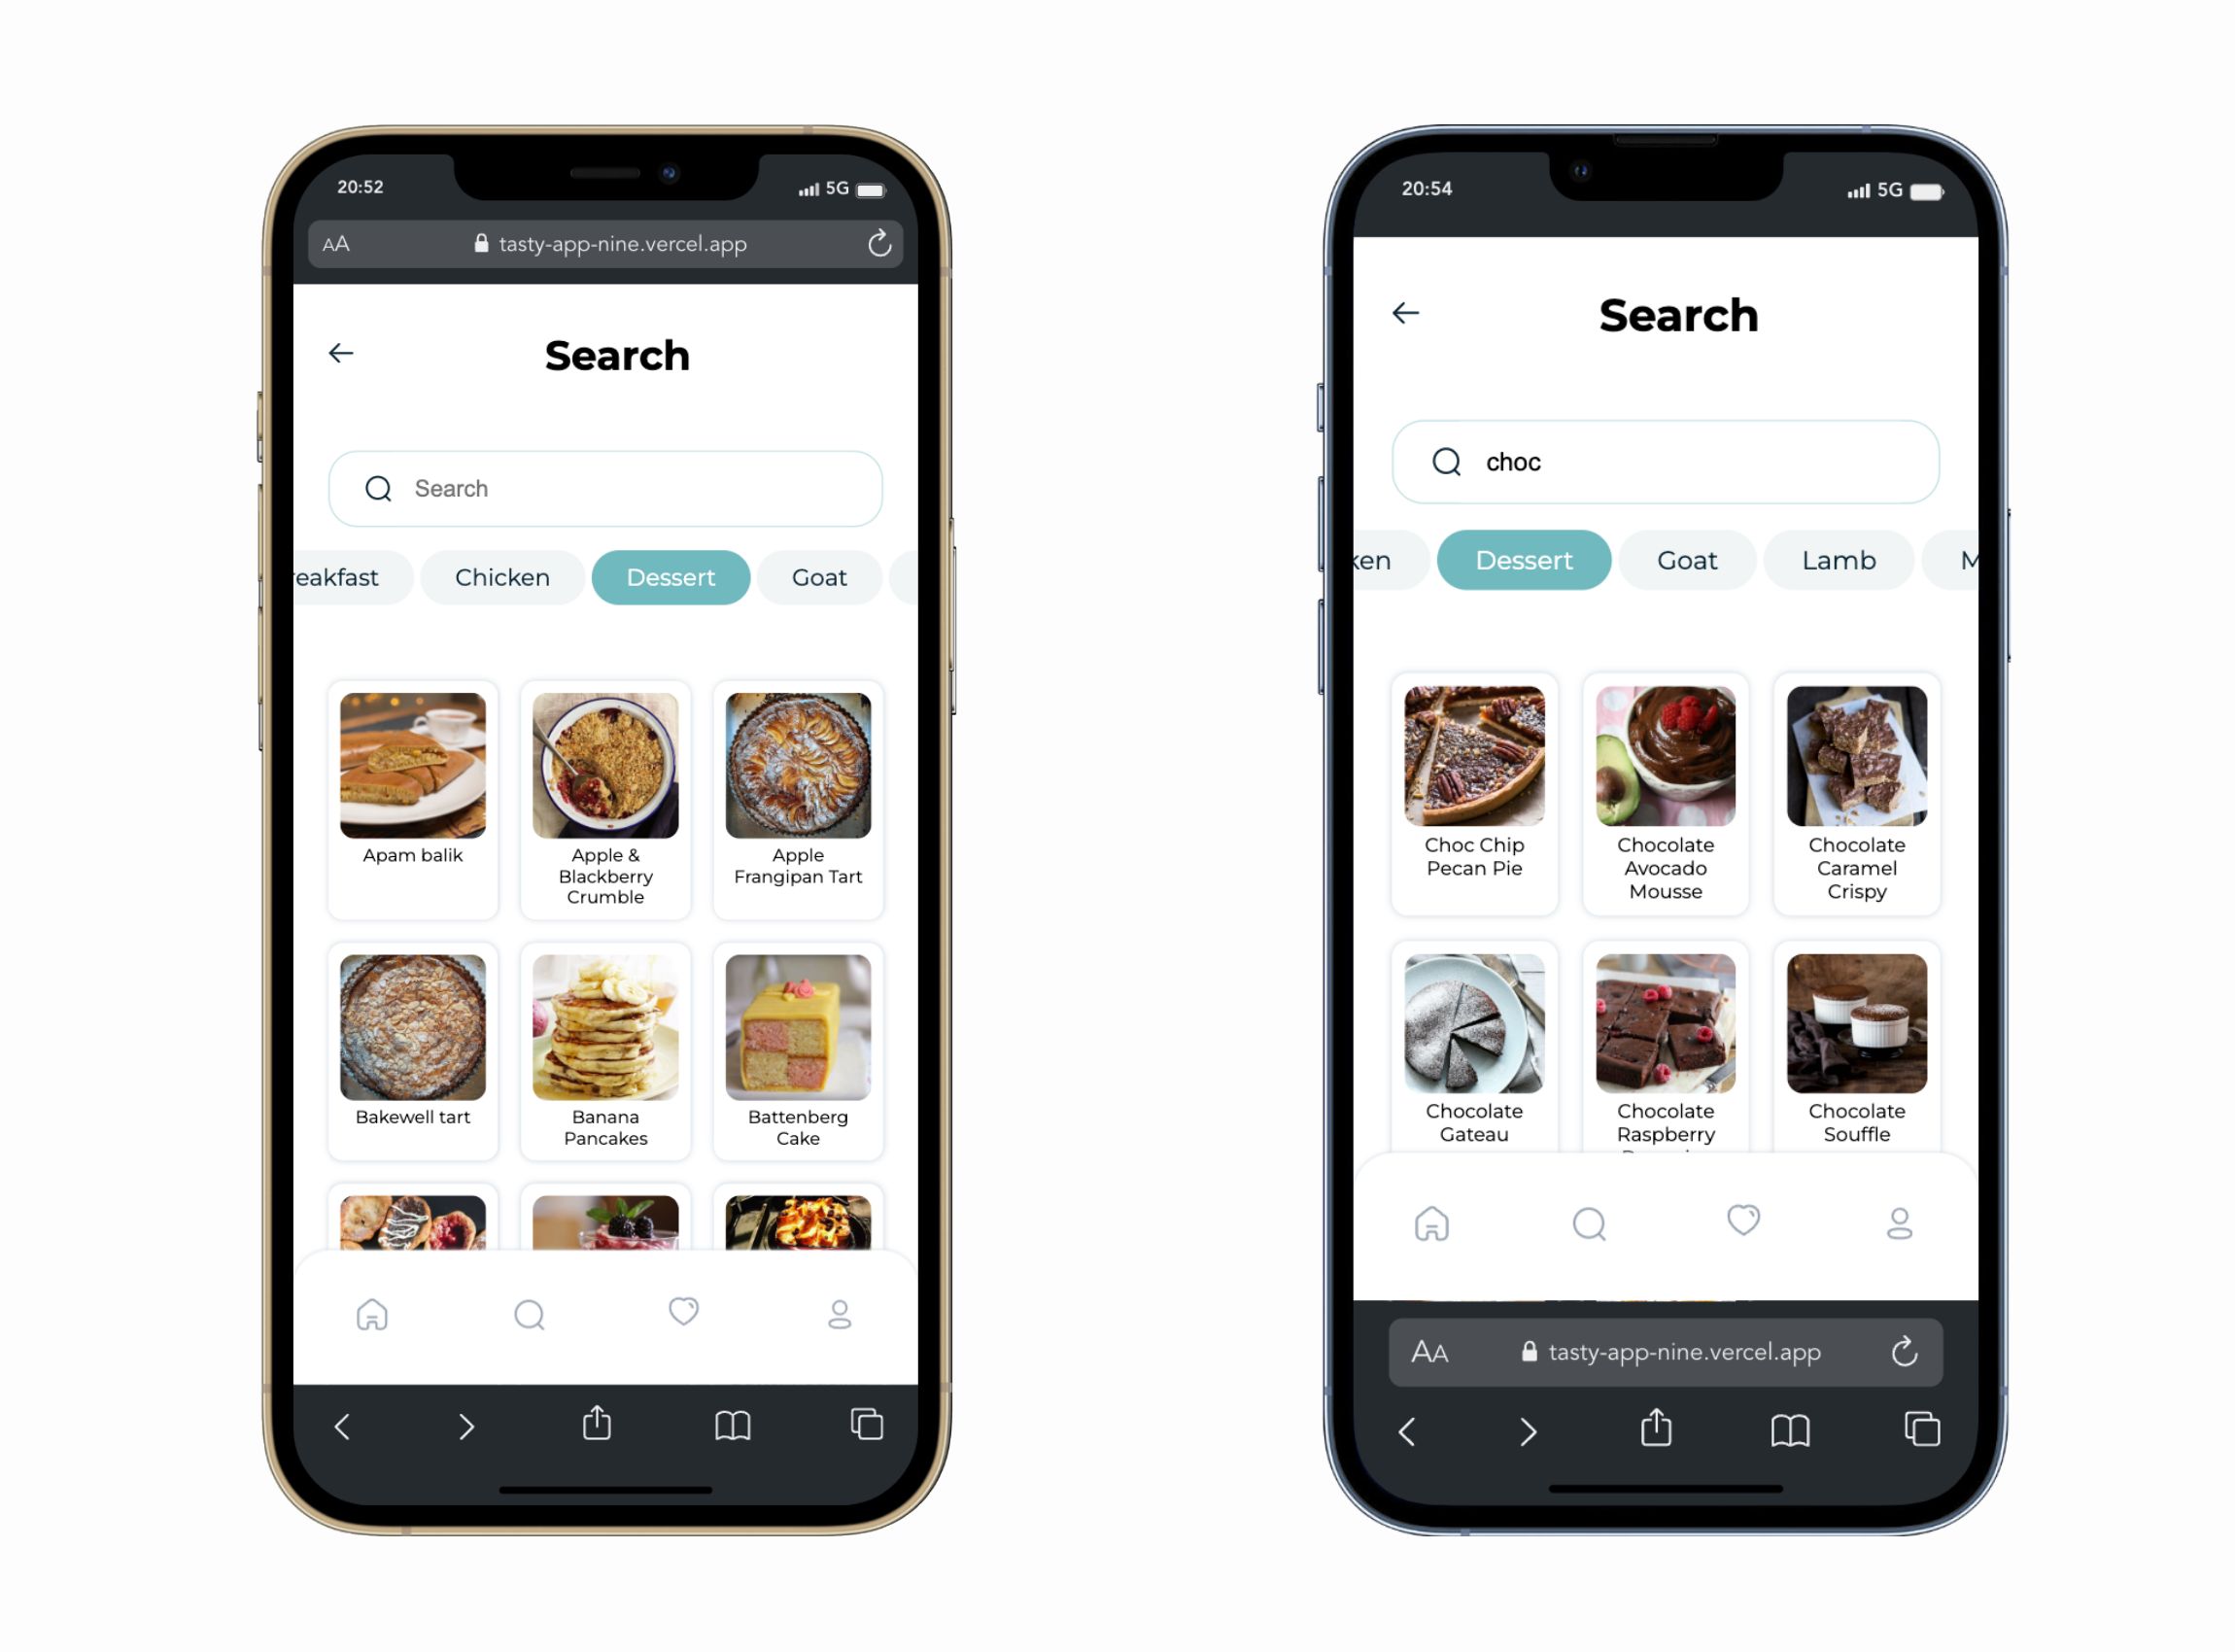 20:52
5G
AA
tasty-app-nine.vercel.app
Search
Search
eakfast
Chicken
Dessert
Goat
Apam balik
Apple &
Blackberry
Crumble
Apple
Frangipan Tart
Bakewell tart
Banana
Pancakes
Battenberg
Cake
20:54
5G
Search
choc
ken
Dessert
Goat
Lamb
M
Choc Chip
Pecan Pie
Chocolate
Avocado
Mousse
Chocolate
Caramel
Crispy
Chocolate
Gateau
Chocolate
Raspberry
Chocolate
Souffle
AA
tasty-app-nine.vercel.app